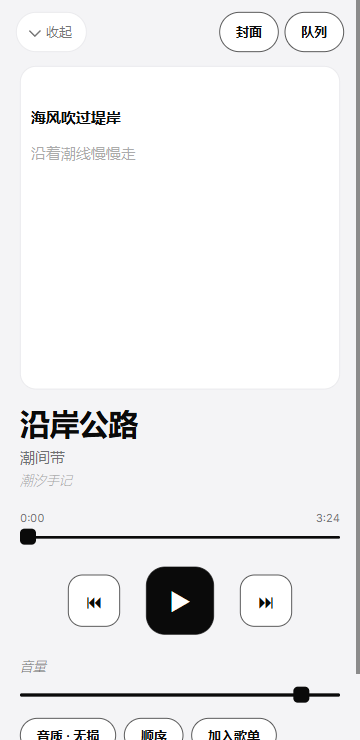 收起
封面
队列
海风吹过堤岸
沿着潮线慢慢走
沿岸公路
潮间带
潮汐手记
0:00
3:24
音量
音质 · 无损
顺序
加入歌单